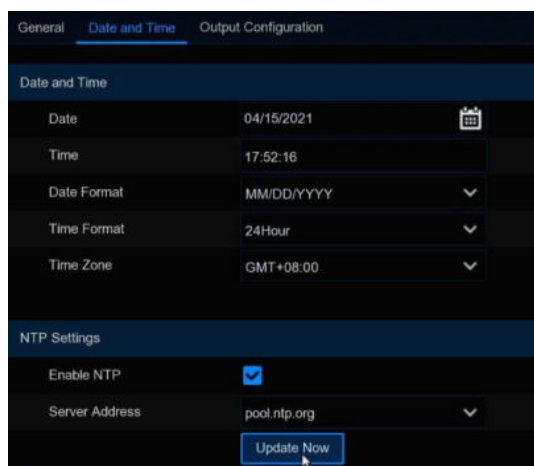 General Date and Time Output Configuration
Date and Time
Date 04/15/2021
Time 17:52:16
Date Format MM/DD/YYYY
Time Format 24Hour
Time Zone GMT+08:00
NTP Settings
Enable NTP
Server Address pool.ntp.org
Update Now